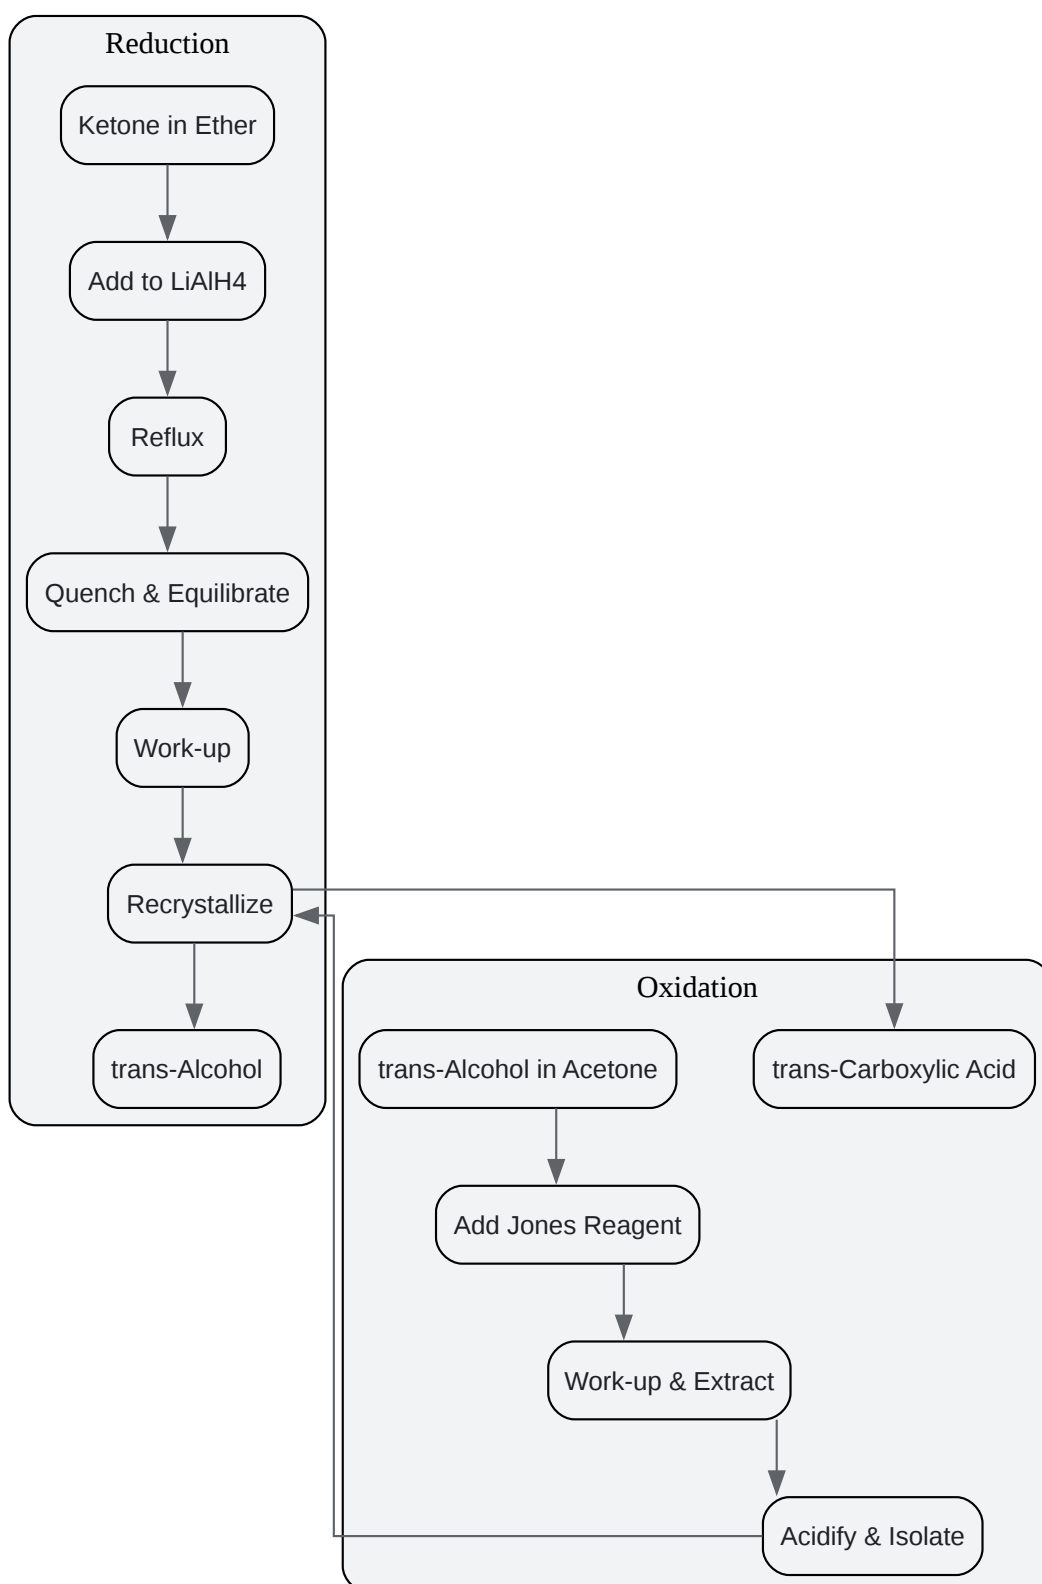 Reduction
Ketone in Ether
Add to LiAlH4
Reflux
Quench & Equilibrate
Work-up
Recrystallize
trans-Alcohol
Oxidation
trans-Alcohol in Acetone
trans-Carboxylic Acid
Add Jones Reagent
Work-up & Extract
Acidify & Isolate